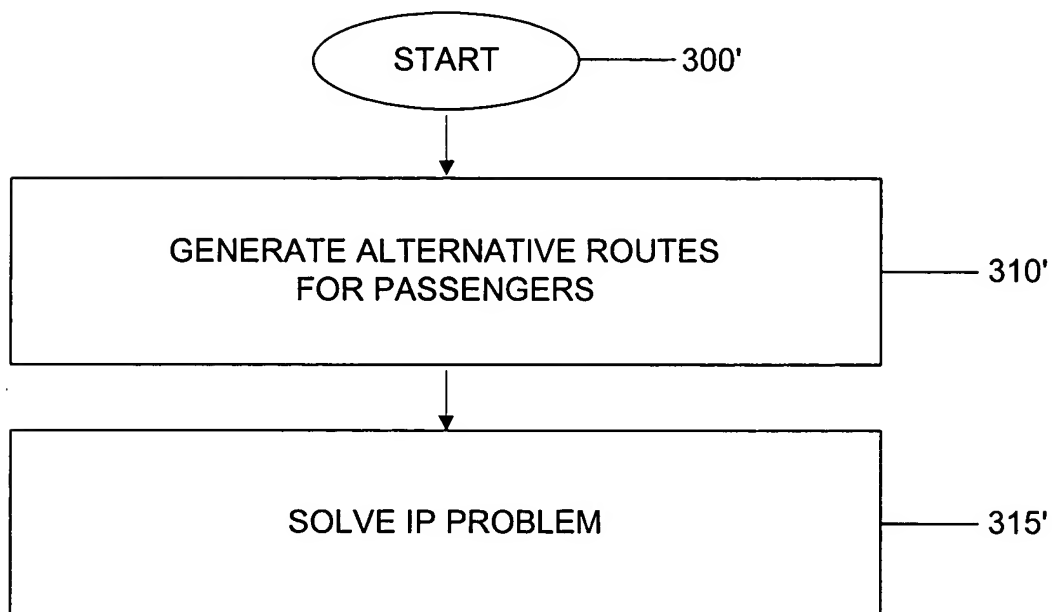 START
300'
GENERATE ALTERNATIVE ROUTES
FOR PASSENGERS
310'
SOLVE IP PROBLEM
315'